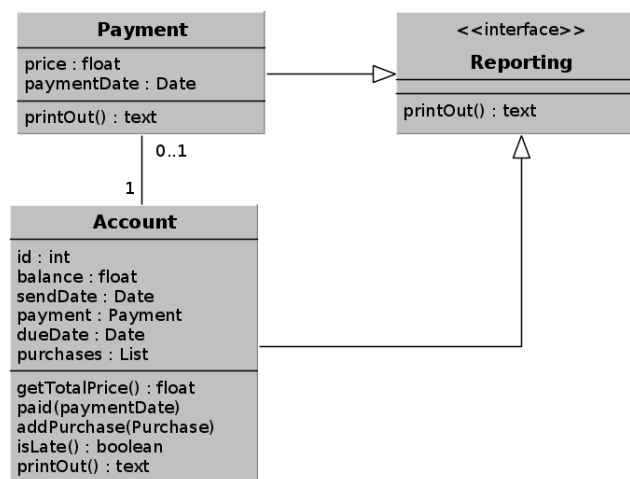 Payment
price : float
paymentDate : Date
printOut() : text
<<interface>>
Reporting
printOut() : text
0..1
1
Account
id : int
balance : float
sendDate : Date
payment : Payment
dueDate : Date
purchases : List
getTotalPrice() : float
paid(paymentDate)
addPurchase(Purchase)
isLate() : boolean
printOut() : text